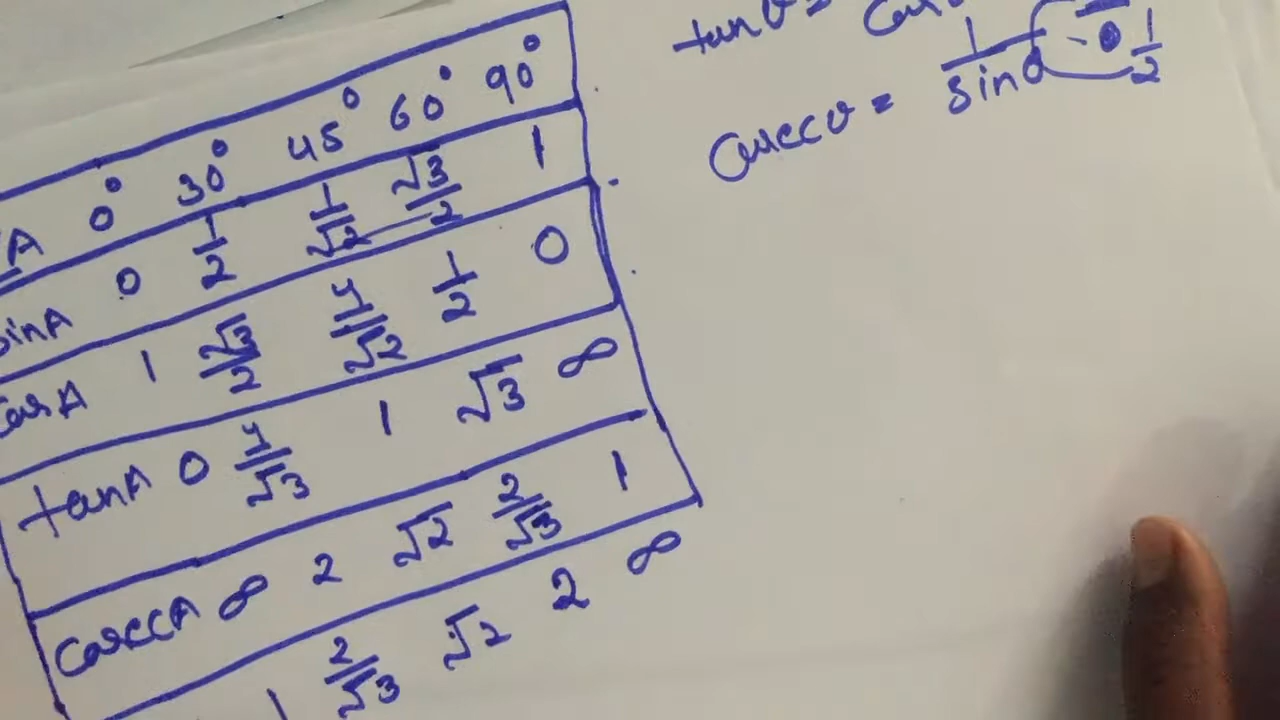 A 0° 30° 45° 60° 90°
sinA 0 1/2 1/√2 √3/2 1
cosA 1 √3/2 1/√2 1/2 0
tanA 0 1/√3 1 √3 ∞
cosecA ∞ 2 √2 2/√3 1
1 2/√3 √2 2 ∞
tanθ =
cosecθ = 1/sinθ
1/2